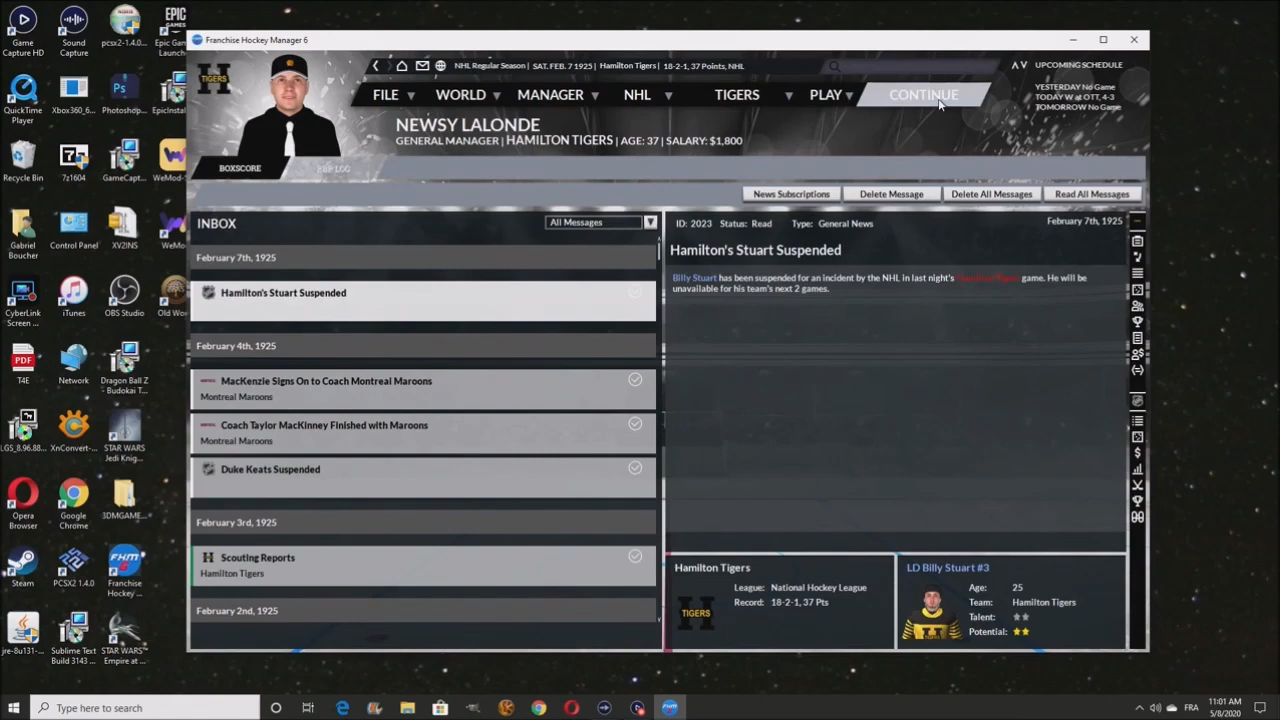 Game Capture HD
Sound Capture
pcsx2-1.4.0...
Epic Games Launch...
QuickTime Player
Xbox360_...
Photoshdp...
Recycle Bin
7z1604
GameCapt...
WeMod-1...
Gabriel Boucher
Control Panel
XV2INS
WeMo...
CyberLink Screen ...
iTunes
OBS Studio
Old Wo...
T4E
Network
Dragon Ball Z - Budokai T...
LGS_8.96.88...
XnConvert-...
STAR WARS Jedi Knig...
Opera Browser
Google Chrome
3DMGAME...
Steam
PCSX2 1.4.0
Franchise Hockey ...
jre-8u131-...
Sublime Text Build 3143 ...
STAR WARS™ Empire at ...
Franchise Hockey Manager 6
TIGERS
NHL Regular Season | SAT. FEB. 7 1925 | Hamilton Tigers | 18-2-1, 37 Points, NHL
UPCOMING SCHEDULE
YESTERDAY No Game
TODAY W at OTT, 4-3
TOMORROW No Game
FILE WORLD MANAGER NHL TIGERS PLAY CONTINUE
NEWSY LALONDE
GENERAL MANAGER | HAMILTON TIGERS | AGE: 37 | SALARY: $1,800
BOXSCORE
News Subscriptions Delete Message Delete All Messages Read All Messages
INBOX
All Messages
February 7th, 1925
Hamilton's Stuart Suspended
February 4th, 1925
MacKenzie Signs On to Coach Montreal Maroons
Montreal Maroons
Coach Taylor MacKinney Finished with Maroons
Montreal Maroons
Duke Keats Suspended
February 3rd, 1925
Scouting Reports
Hamilton Tigers
February 2nd, 1925
ID: 2023 Status: Read Type: General News
February 7th, 1925
Hamilton's Stuart Suspended
Billy Stuart has been suspended for an incident by the NHL in last night's game. He will be
unavailable for his team's next 2 games.
Hamilton Tigers
TIGERS
League: National Hockey League
Record: 18-2-1, 37 Pts
LD Billy Stuart #3
Age: 25
Team: Hamilton Tigers
Talent:
Potential:
Type here to search
FRA
11:01 AM
5/8/2020